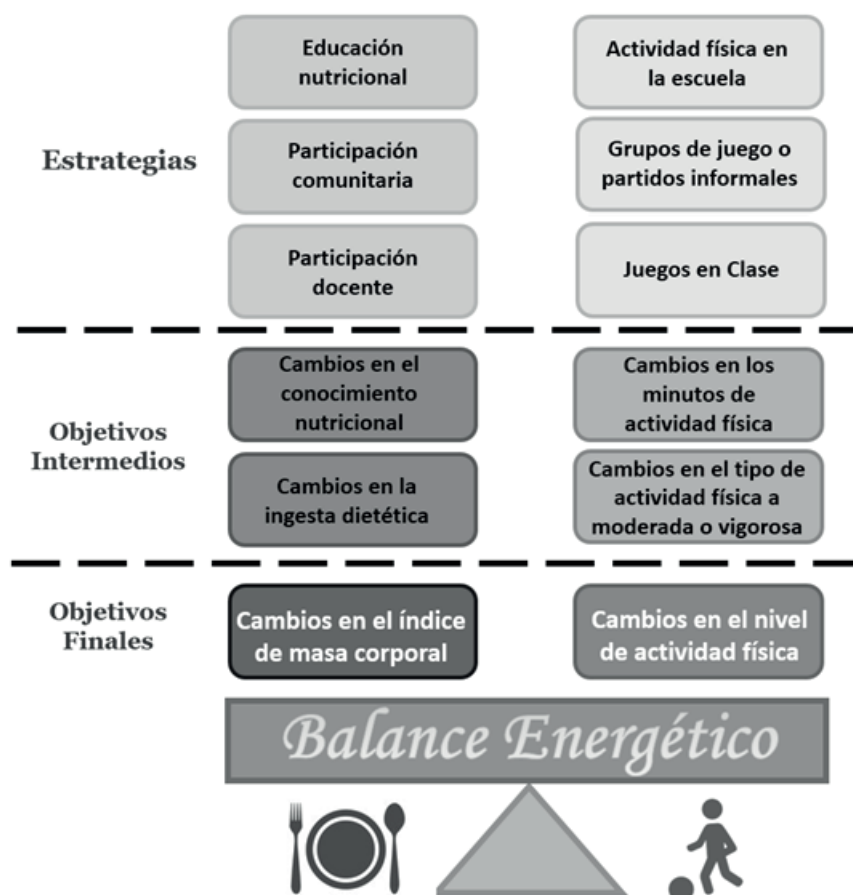 Educación
nutricional
Actividad física en
la escuela
Estrategias
Participación
comunitaria
Grupos de juego o
partidos informales
Participación
docente
Juegos en Clase
Objetivos
Intermedios
Cambios en el
conocimiento
nutricional
Cambios en los
minutos de
actividad física
Cambios en la
ingesta dietética
Cambios en el tipo de
actividad física a
moderada o vigorosa
Objetivos
Finales
Cambios en el índice
de masa corporal
Cambios en el nivel
de actividad física
Balance Energético